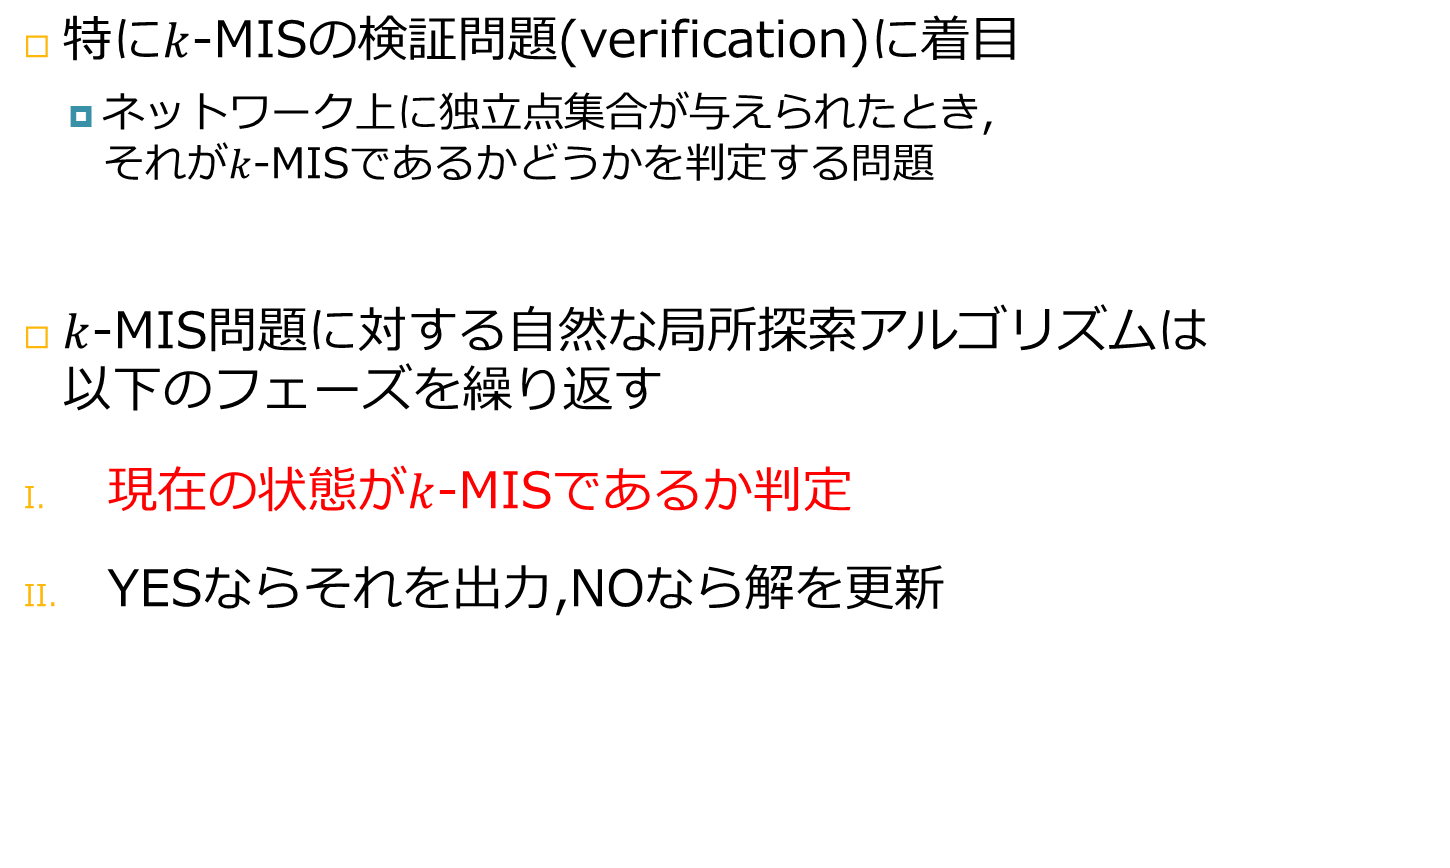 特にk-MISの検証問題(verification)に着目
ネットワーク上に独立点集合が与えられたとき,
それがk-MISであるかどうかを判定する問題
k-MIS問題に対する自然な局所探索アルゴリズムは
以下のフェーズを繰り返す
I. 現在の状態がk-MISであるか判定
II. YESならそれを出力,NOなら解を更新